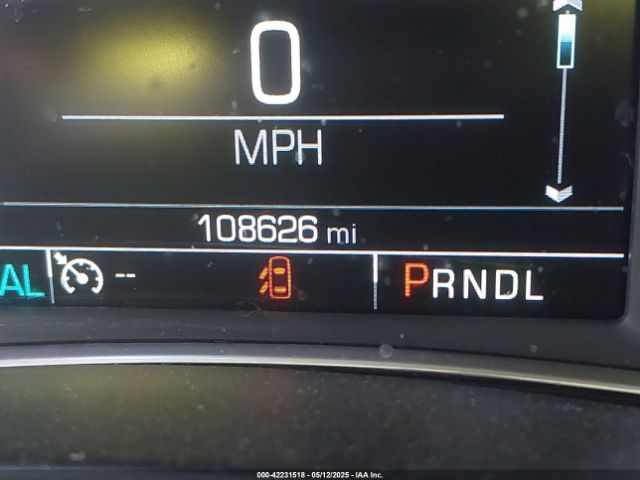 0
MPH
108626 mi
AL -- PRNDL
000-42231518 - 05/12/2025 - IAA Inc.